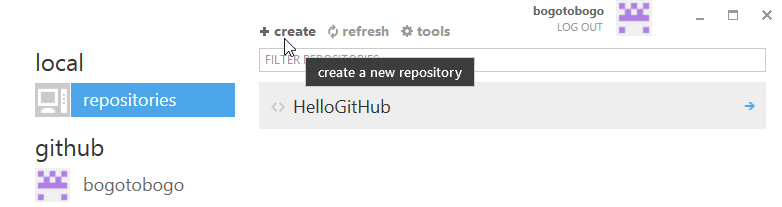 bogotobogo
LOG OUT
+ create refresh tools
FILTER REPOSITORIES
create a new repository
local
repositories
HelloGitHub
github
bogotobogo